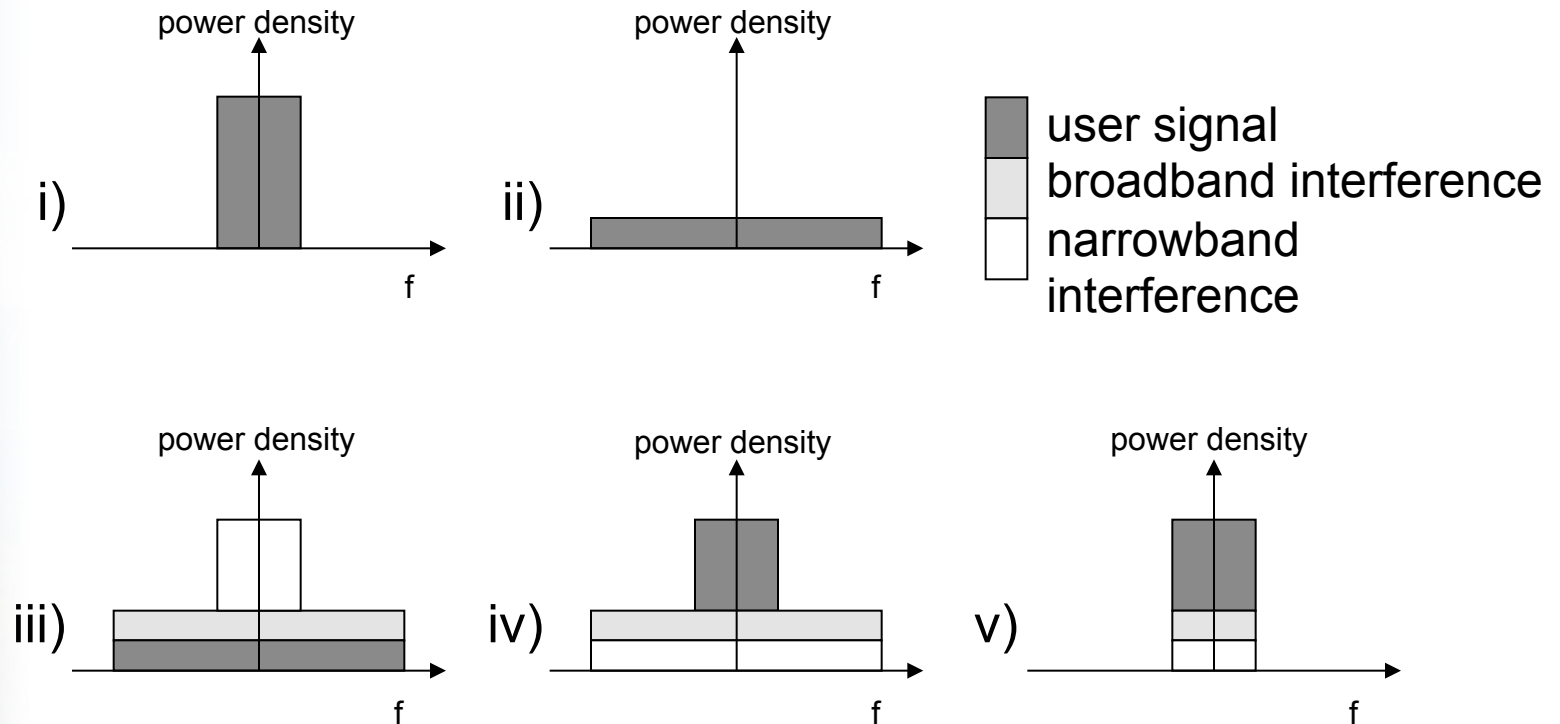 power density
i)
f
power density
ii)
f
user signal
broadband interference
narrowband
interference
power density
iii)
f
power density
iv)
f
power density
v)
f